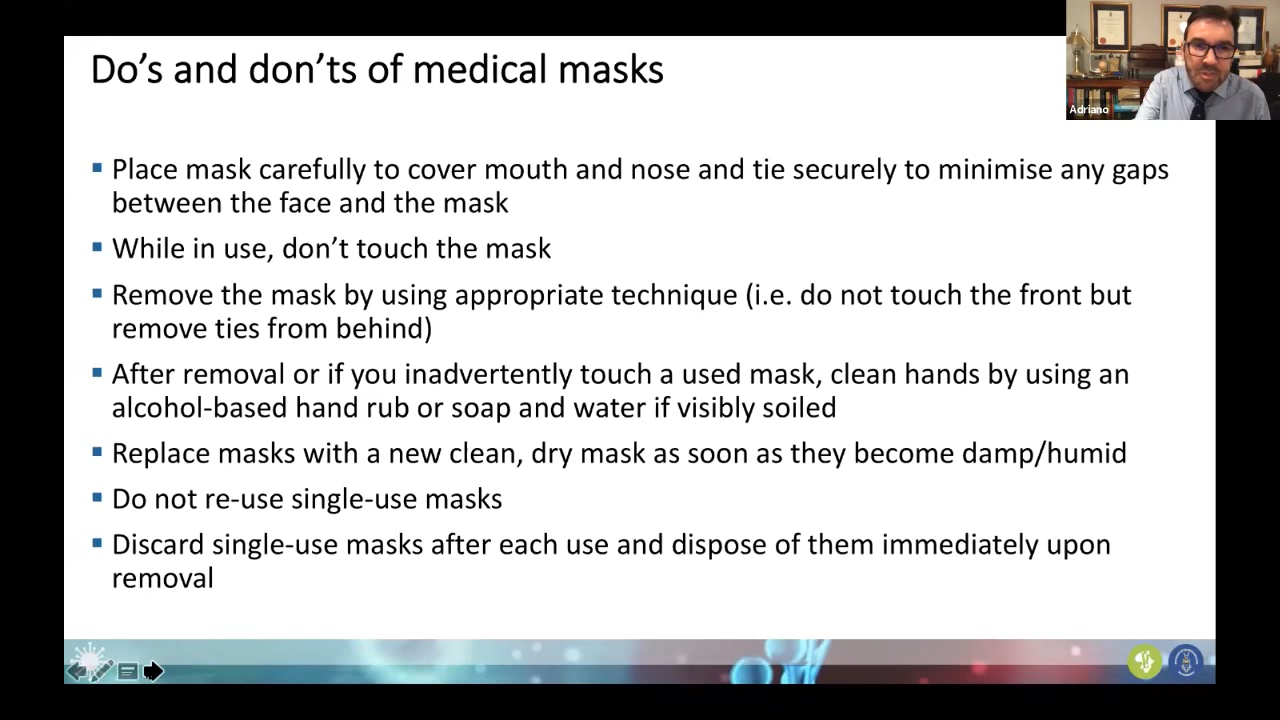 Do’s and don’ts of medical masks
Adriano
▪ Place mask carefully to cover mouth and nose and tie securely to minimise any gaps
between the face and the mask
▪ While in use, don’t touch the mask
▪ Remove the mask by using appropriate technique (i.e. do not touch the front but
remove ties from behind)
▪ After removal or if you inadvertently touch a used mask, clean hands by using an
alcohol-based hand rub or soap and water if visibly soiled
▪ Replace masks with a new clean, dry mask as soon as they become damp/humid
▪ Do not re-use single-use masks
▪ Discard single-use masks after each use and dispose of them immediately upon
removal